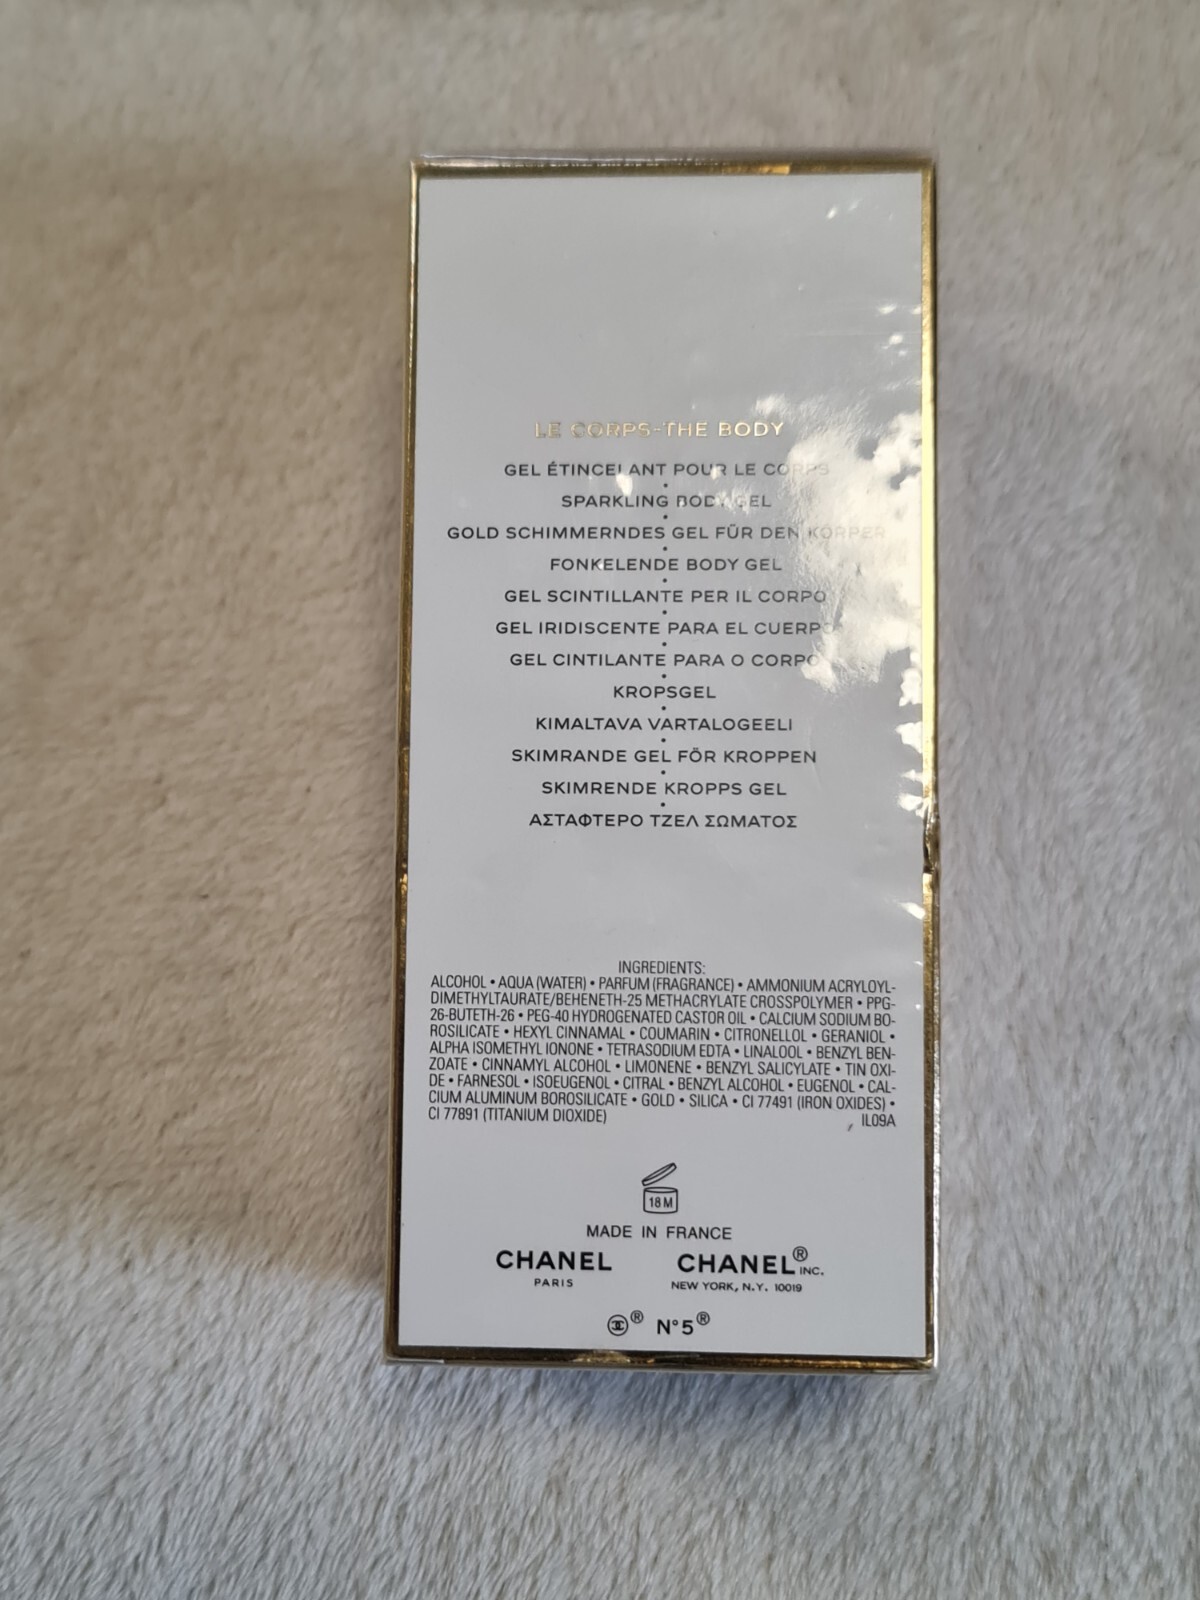 LE CORPS-THE BODY
GEL ÉTINCELANT POUR LE CORPS
•
SPARKLING BODY GEL
•
GOLD SCHIMMERNDES GEL FÜR DEN KÖRPER
•
FONKELENDE BODY GEL
•
GEL SCINTILLANTE PER IL CORPO
•
GEL IRIDISCENTE PARA EL CUERPO
•
GEL CINTILANTE PARA O CORPO
•
KROPSGEL
•
KIMALTAVA VARTALOGEELI
•
SKIMRANDE GEL FÖR KROPPEN
•
SKIMRENDE KROPPS GEL
•
ΑΣΤΑΦΤΕΡΟ ΤΖΕΛ ΣΩΜΑΤΟΣ
INGREDIENTS:
ALCOHOL • AQUA (WATER) • PARFUM (FRAGRANCE) • AMMONIUM ACRYLOYL-
DIMETHYLTAURATE/BEHENETH-25 METHACRYLATE CROSSPOLYMER • PPG-
26-BUTETH-26 • PEG-40 HYDROGENATED CASTOR OIL • CALCIUM SODIUM BO-
ROSILICATE • HEXYL CINNAMAL • COUMARIN • CITRONELLOL • GERANIOL •
ALPHA ISOMETHYL IONONE • TETRASODIUM EDTA • LINALOOL • BENZYL BEN-
ZOATE • CINNAMYL ALCOHOL • LIMONENE • BENZYL SALICYLATE • TIN OXI-
DE • FARNESOL • ISOEUGENOL • CITRAL • BENZYL ALCOHOL • EUGENOL • CAL-
CIUM ALUMINUM BOROSILICATE • GOLD • SILICA • CI 77491 (IRON OXIDES) •
CI 77891 (TITANIUM DIOXIDE) IL09A
18 M
MADE IN FRANCE
CHANEL CHANEL® INC.
PARIS NEW YORK, N.Y. 10019
® N°5®